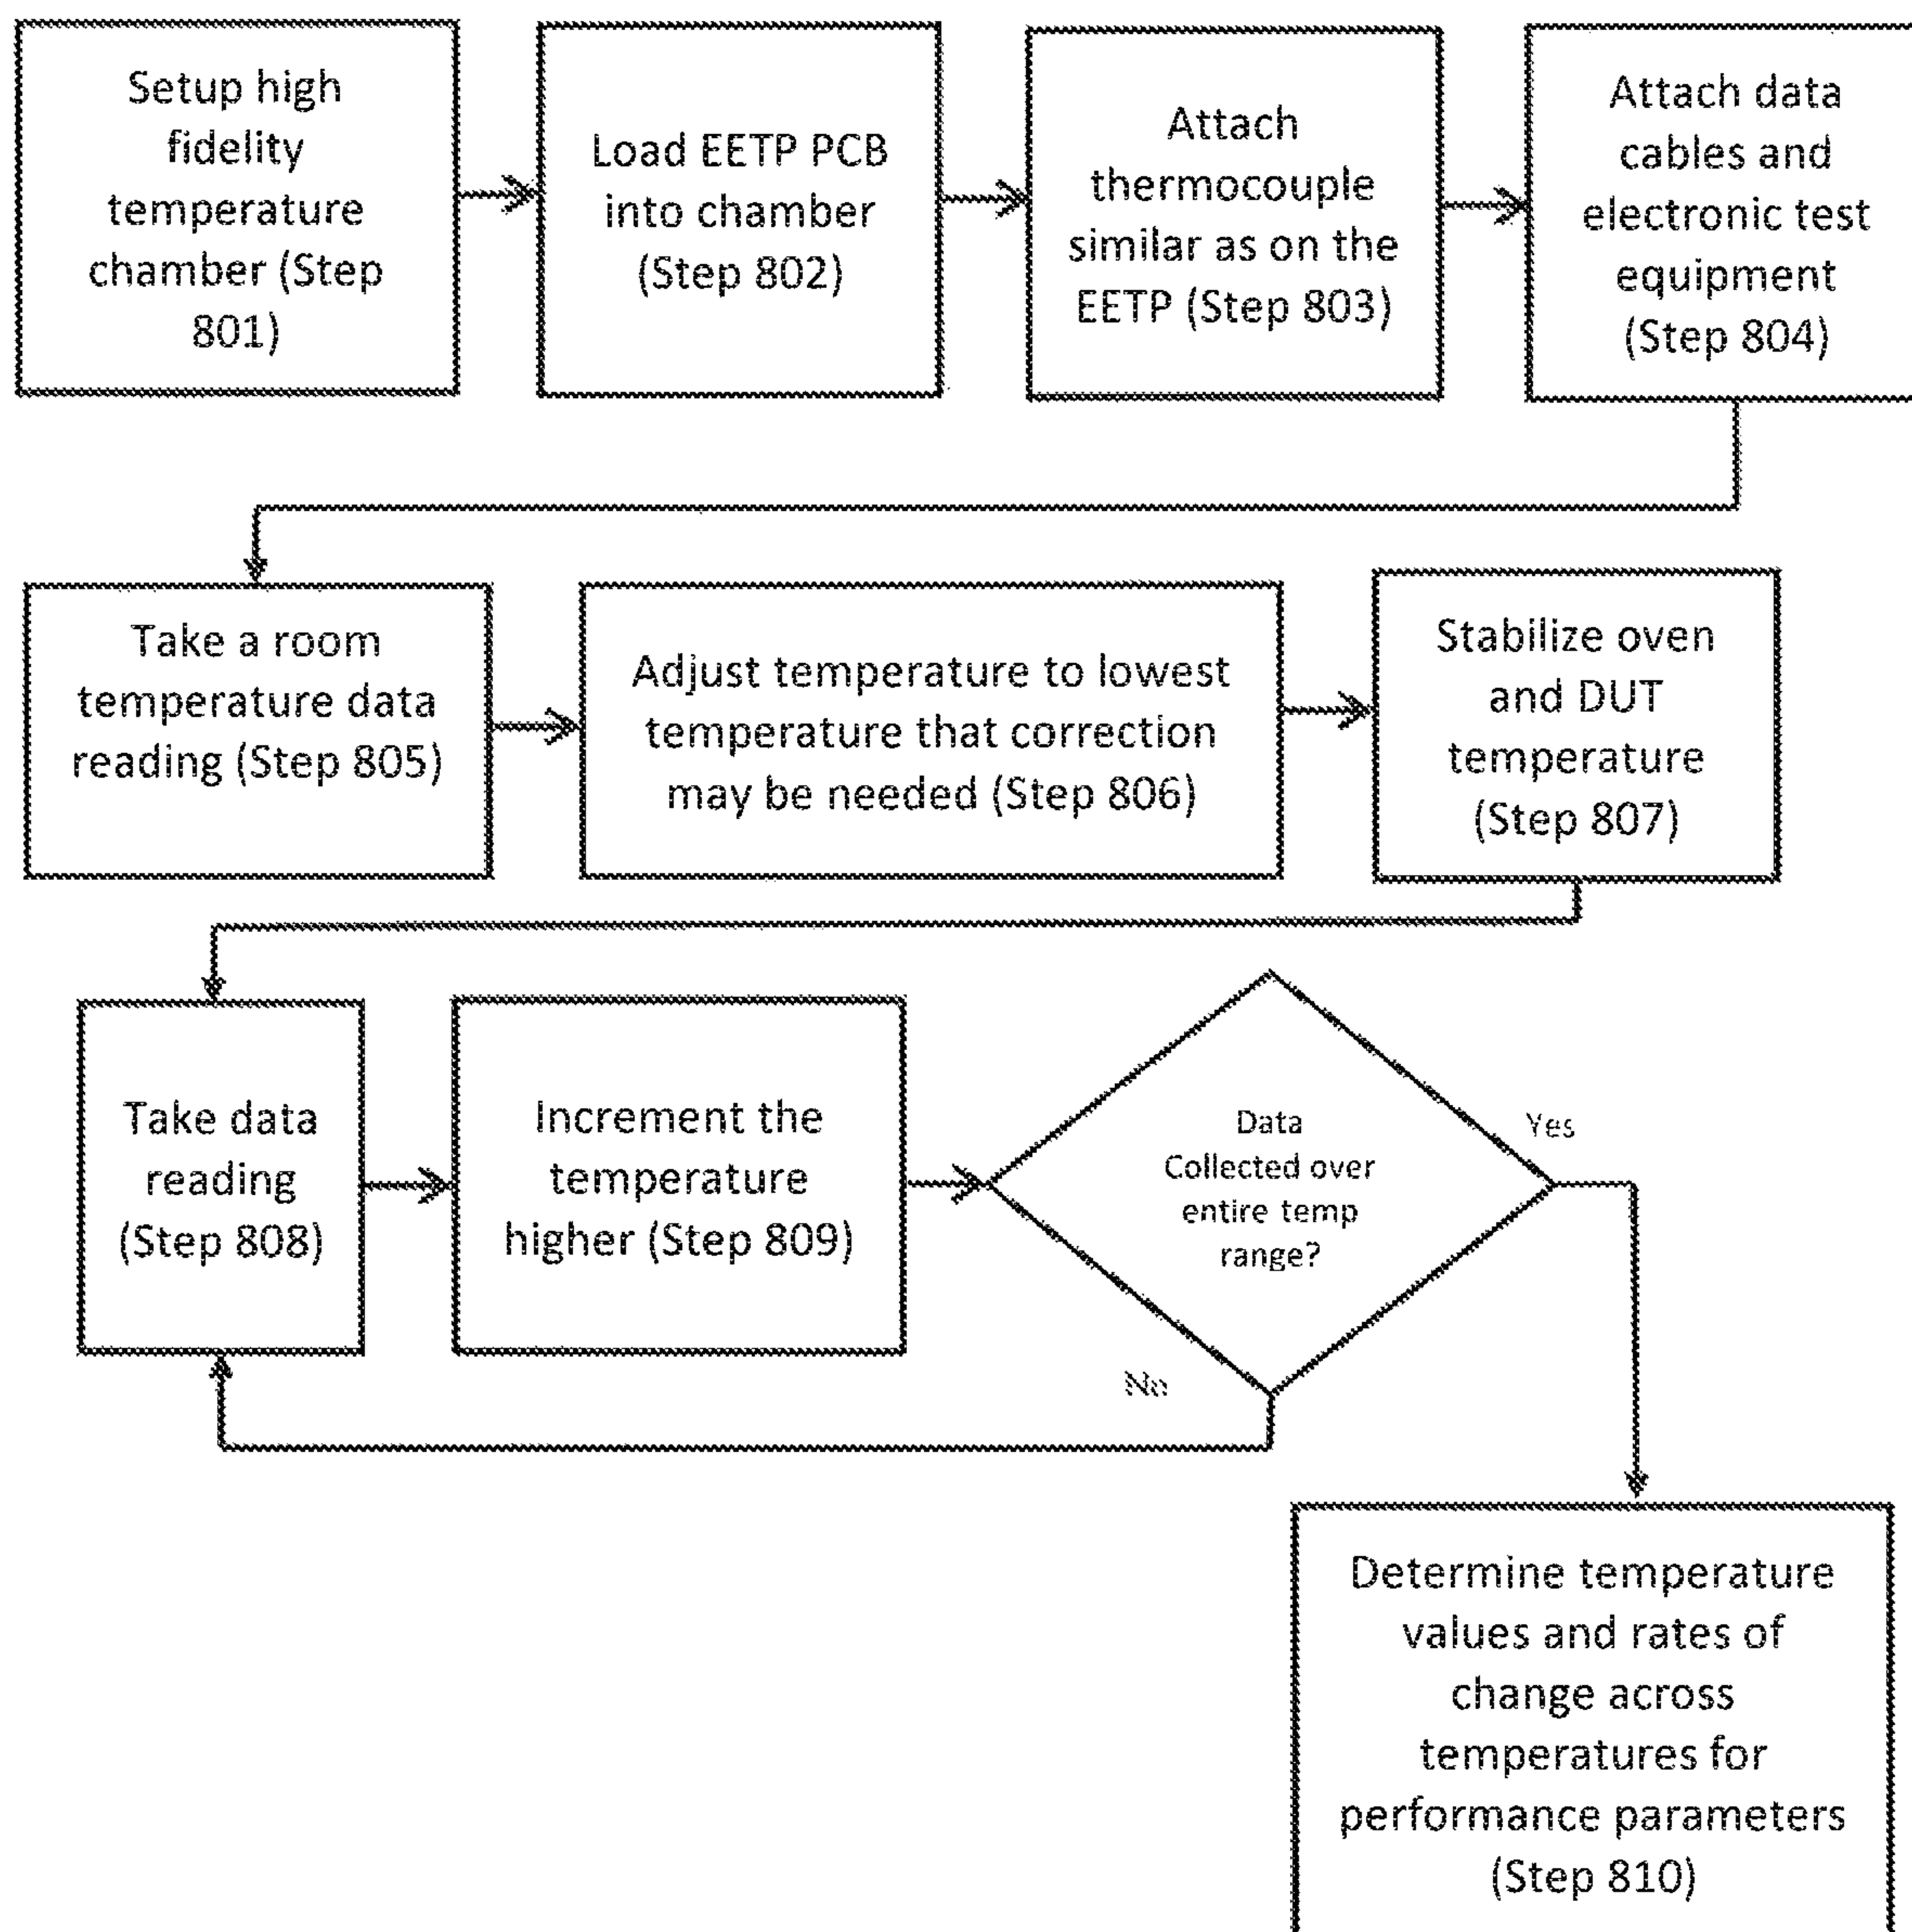 Setup high
fidelity
temperature
chamber (Step
801)
Load EETP PCB
into chamber
(Step 802)
Attach
thermocouple
similar as on the
EETP (Step 803)
Attach data
cables and
electronic test
equipment
(Step 804)
Take a room
temperature data
reading (Step 805)
Adjust temperature to lowest
temperature that correction
may be needed (Step 806)
Stabilize oven
and DUT
temperature
(Step 807)
Take data
reading
(Step 808)
Increment the
temperature
higher (Step 809)
Data
Collected over
entire temp
range?
Yes
No
Determine temperature
values and rates of
change across
temperatures for
performance parameters
(Step 810)